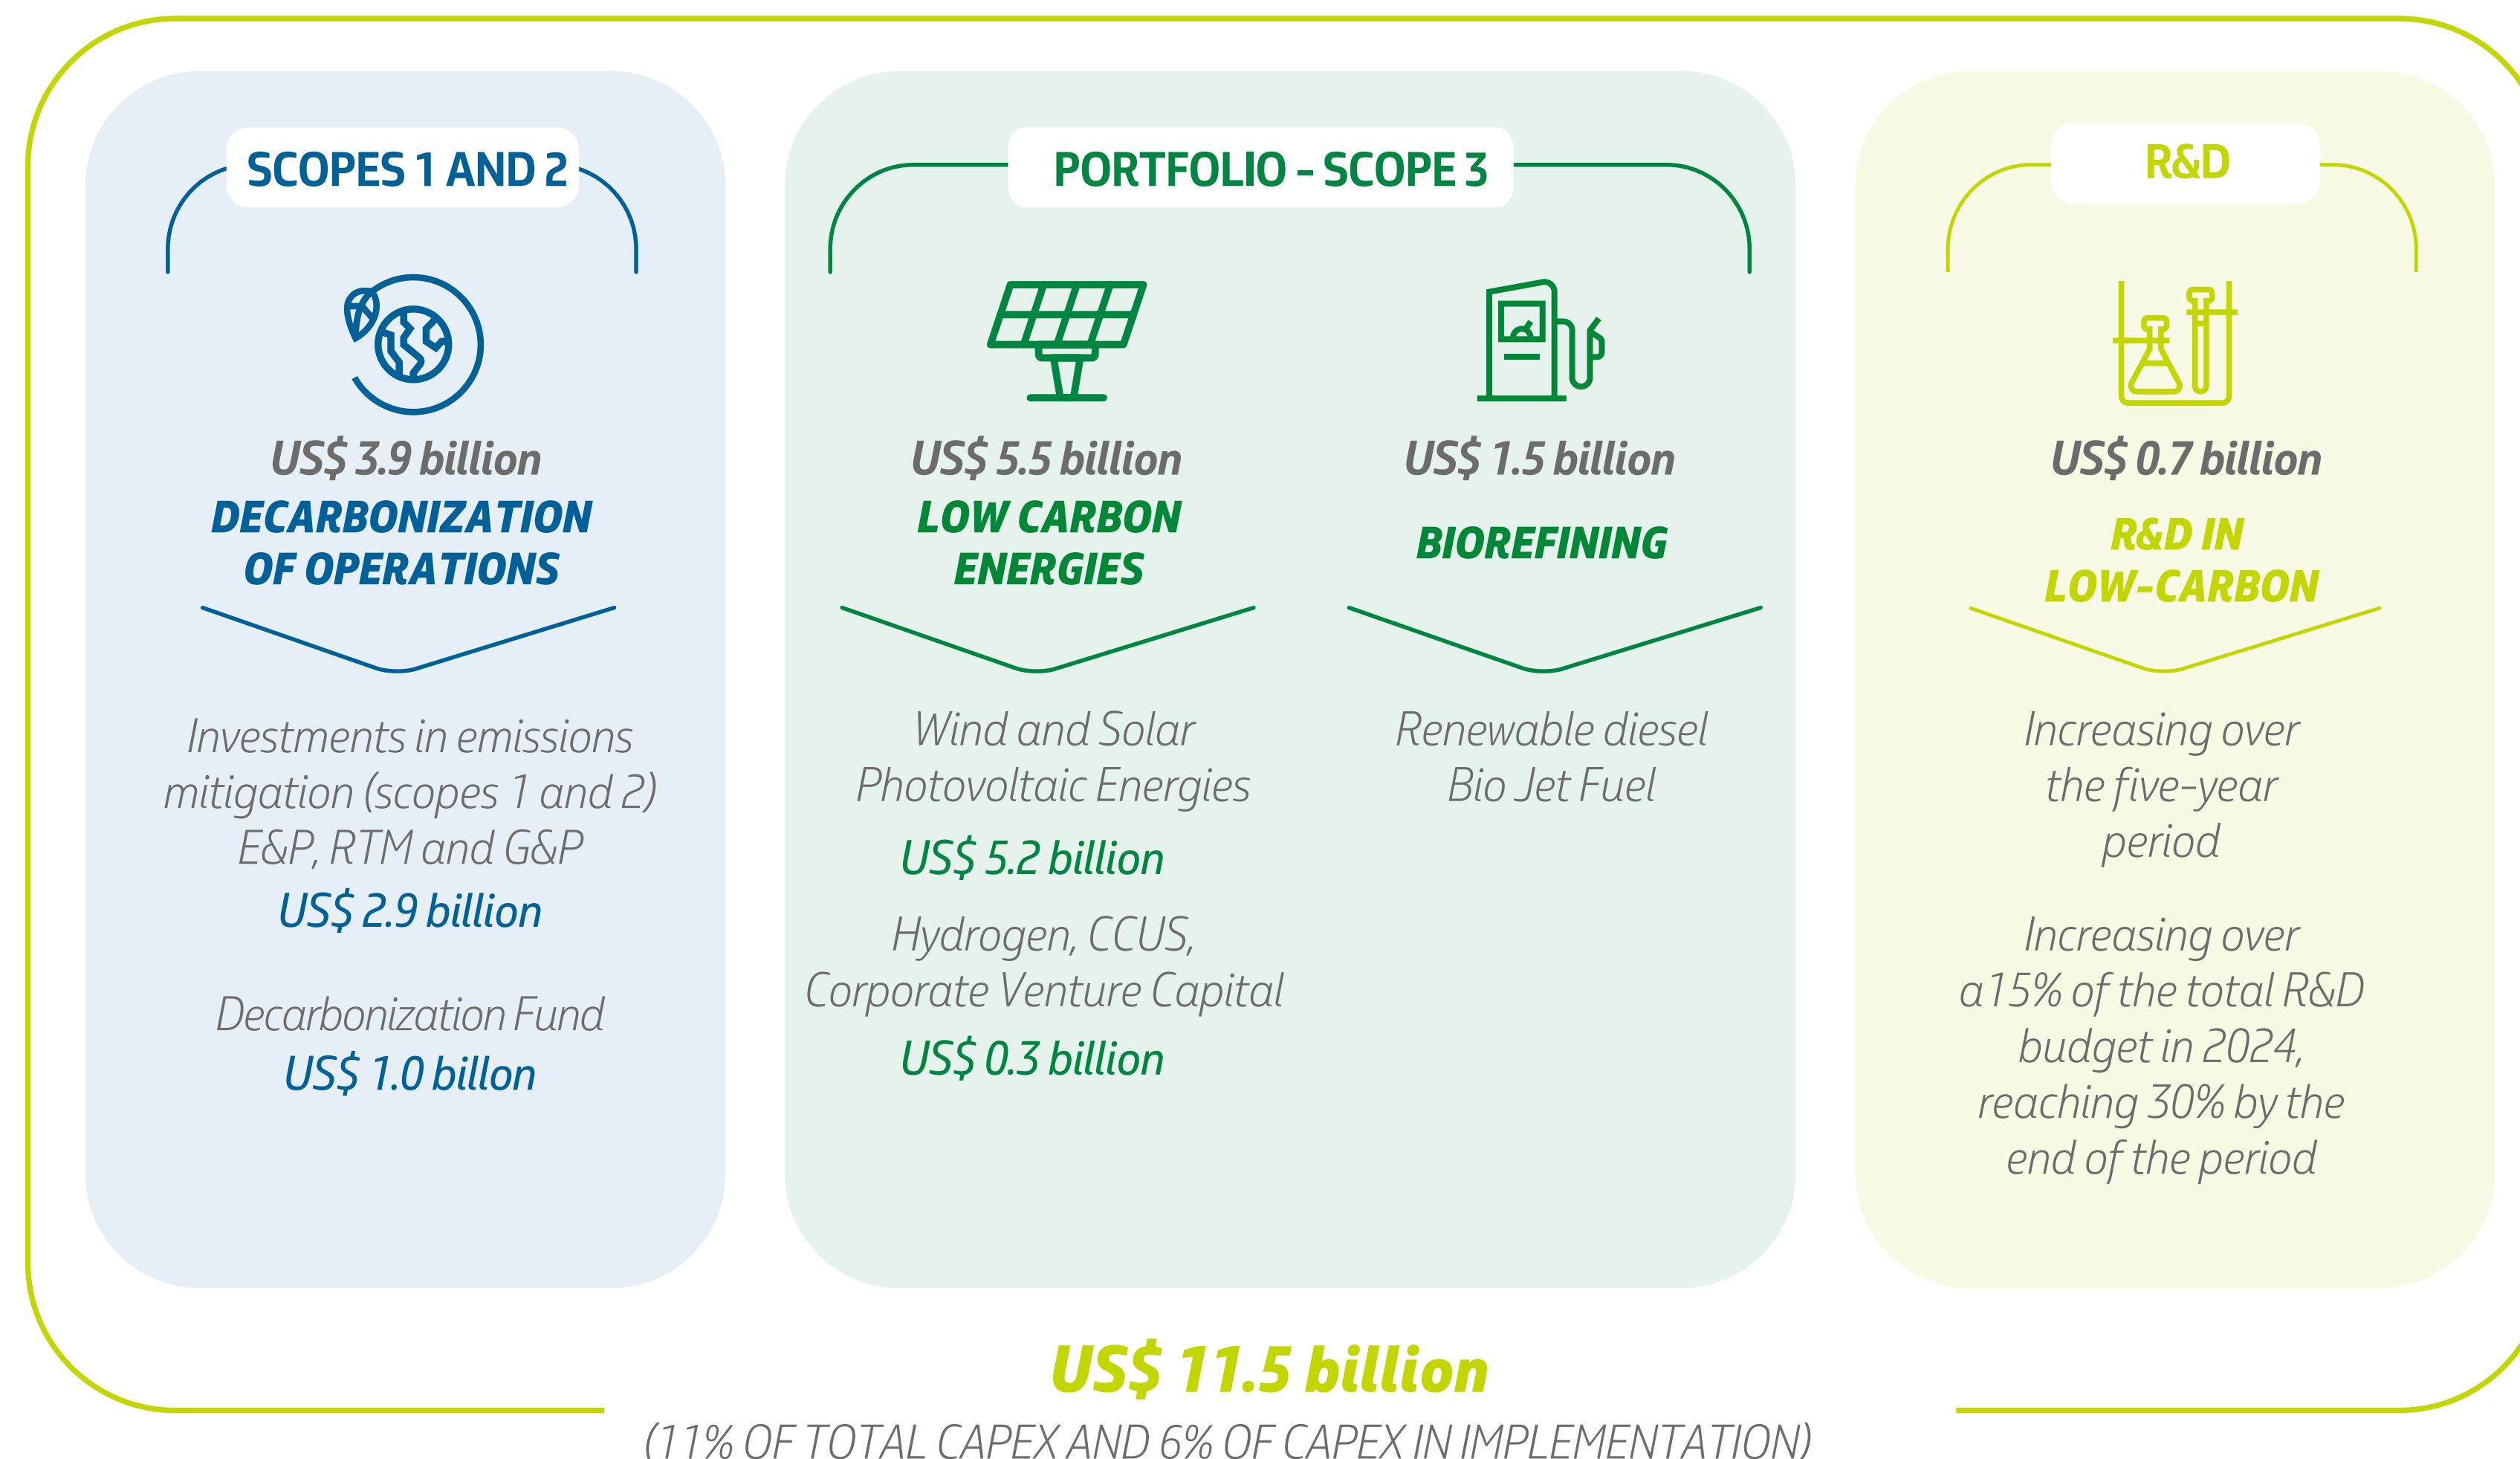 SCOPES 1 AND 2
US$ 3.9 billion
DECARBONIZATION
OF OPERATIONS
Investments in emissions
mitigation (scopes 1 and 2)
E&P, RTM and G&P
US$ 2.9 billion
Decarbonization Fund
US$ 1.0 billon
PORTFOLIO - SCOPE 3
US$ 5.5 billion
LOW CARBON
ENERGIES
Wind and Solar
Photovoltaic Energies
US$ 5.2 billion
Hydrogen, CCUS,
Corporate Venture Capital
US$ 0.3 billion
US$ 1.5 billion
BIOREFINING
Renewable diesel
Bio Jet Fuel
R&D
US$ 0.7 billion
R&D IN
LOW-CARBON
Increasing over
the five-year
period
Increasing over
a15% of the total R&D
budget in 2024,
reaching 30% by the
end of the period
US$ 11.5 billion
(11% OF TOTAL CAPEX AND 6% OF CAPEX IN IMPLEMENTATION)